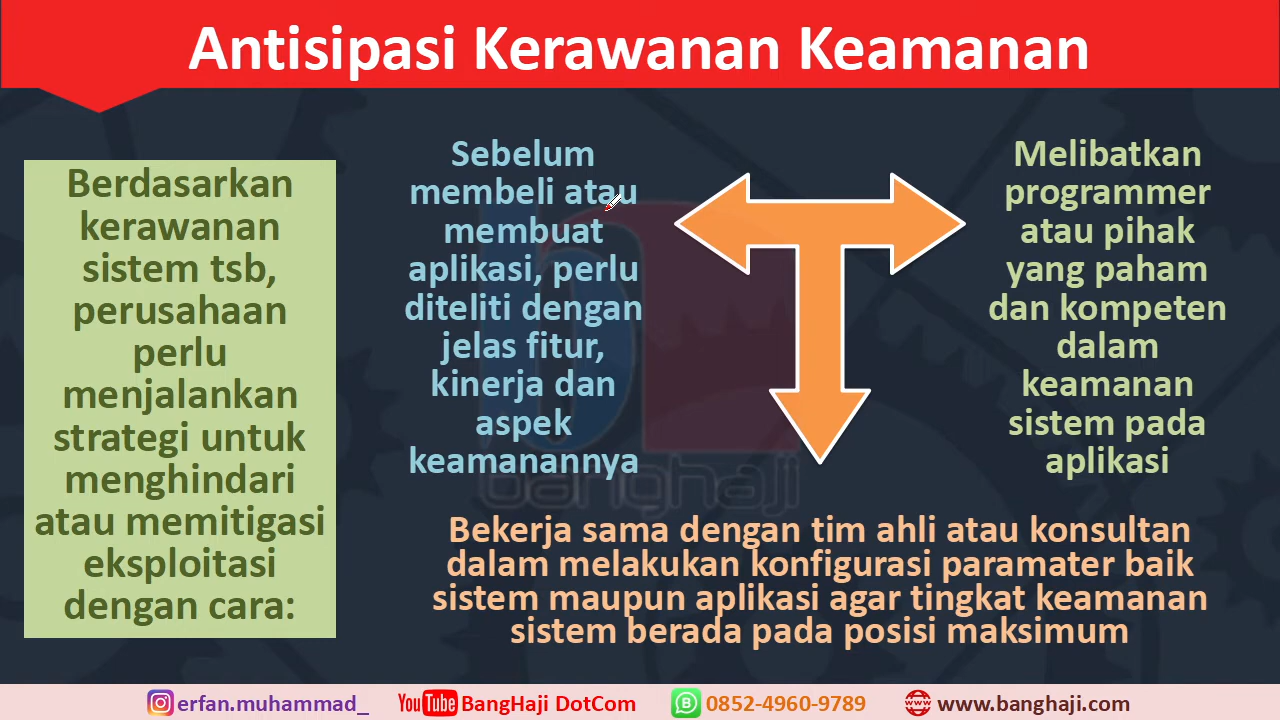 Antisipasi Kerawanan Keamanan
Berdasarkan
kerawanan
sistem tsb,
perusahaan
perlu
menjalankan
strategi untuk
menghindari
atau memitigasi
eksploitasi
dengan cara:
Sebelum
membeli atau
membuat
aplikasi, perlu
diteliti dengan
jelas fitur,
kinerja dan
aspek
keamanannya
Melibatkan
programmer
atau pihak
yang paham
dan kompeten
dalam
keamanan
sistem pada
aplikasi
banghaji
Bekerja sama dengan tim ahli atau konsultan
dalam melakukan konfigurasi paramater baik
sistem maupun aplikasi agar tingkat keamanan
sistem berada pada posisi maksimum
erfan.muhammad_
YouTube BangHaji DotCom
0852-4960-9789
www.banghaji.com